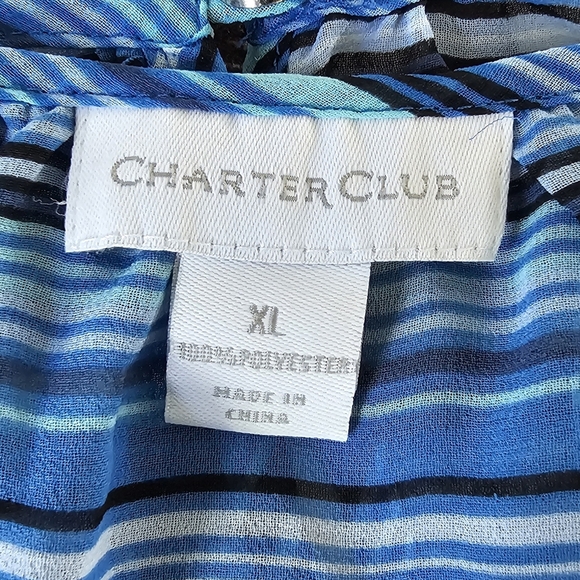 CHARTER CLUB
XL
100% POLYESTER
MADE IN
CHINA